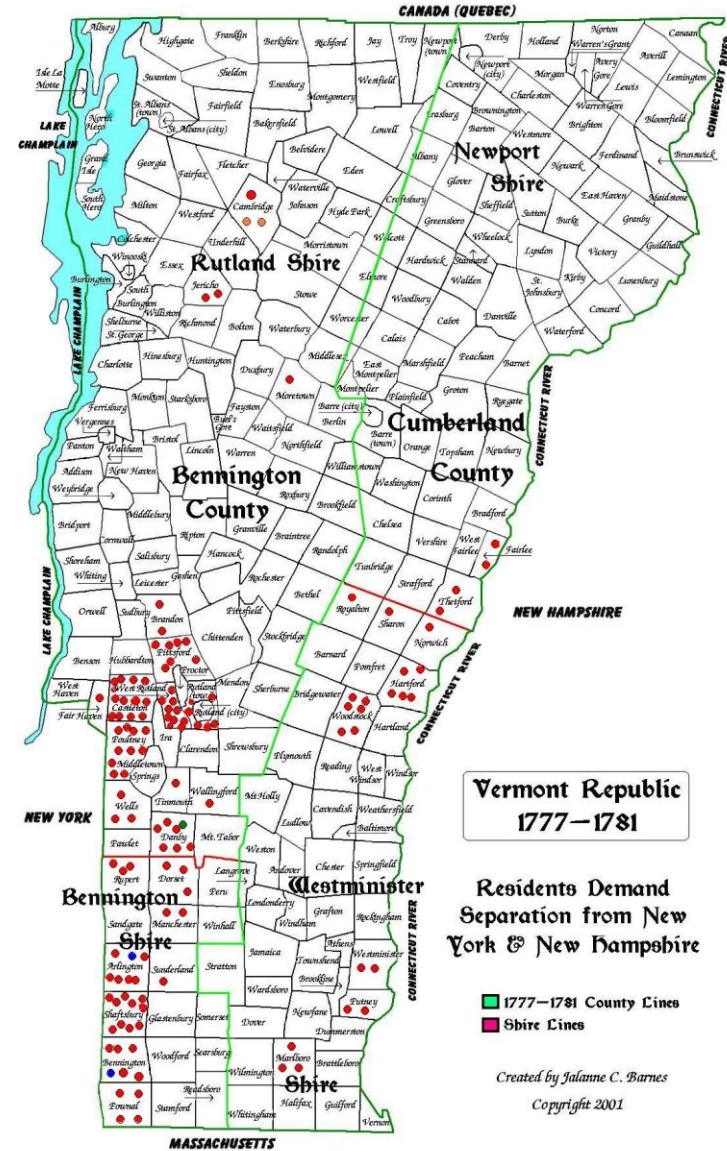 CANADA (QUEBEC)
Alburg
Highgate
Franklin
Berkshire
Richford
Jay
Troy
Newport
(town)
Derby
Holland
Norton
Canaan
Warren'sGrant
Isle La
Motte
Swanton
Sheldon
Enosburg
Montgomery
Westfield
Newport
(city)
Morgan
Avery
Gore
Averill
Lemington
Coventry
Charleston
Lewis
St. Albans
(town)
St. Albans(city)
Fairfield
Bakersfield
Lowell
Irasburg
Brownington
Warren Gore
Bloomfield
CONNECTICUT RIVER
LAKE
CHAMPLAIN
North
Hero
Barton
Westmore
Brighton
Belvidere
Albany
Newport
Shire
Ferdinand
Brunswick
Grand
Isle
Georgia
Fairfax
Fletcher
Eden
Glover
Newark
South
Hero
Milton
Westford
Cambridge
Waterville
Johnson
Hyde Park
Craftsbury
Sheffield
Sutton
East Haven
Maidstone
Greensboro
Burke
Granby
Colchester
Underhill
Morristown
Wolcott
Wheelock
Guildhall
Winooski
Essex
Rutland Shire
Hardwick
Stannard
Lyndon
Victory
Burlington
Jericho
Elmore
Walden
St.
Johnsbury
Kirby
Lunenburg
South
Burlington
Williston
Stowe
Woodbury
Danville
Concord
Shelburne
Richmond
Bolton
Waterbury
Worcester
Cabot
Waterford
St. George
Calais
LAKE CHAMPLAIN
Charlotte
Hinesburg
Huntington
Middlesex
East
Montpelier
Marshfield
Peacham
Barnet
Duxbury
Montpelier
Moretown
Plainfield
Groton
Ryegate
Ferrisburg
Monkton
Starksboro
Fayston
Barre (city)
Berlin
Cumberland
County
Vergennes
Buel's
Gore
Waitsfield
Barre
(town)
CONNECTICUT RIVER
Panton
Waltham
Bristol
Lincoln
Warren
Northfield
Orange
Topsham
Newbury
Addison
New Haven
Bennington
County
Williamstown
Washington
Weybridge
Roxbury
Corinth
Middlebury
Brookfield
Bradford
Bridport
Ripton
Granville
Chelsea
Cornwall
Hancock
Braintree
Vershire
West
Fairlee
Fairlee
Shoreham
Salisbury
Randolph
Whiting
Leicester
Goshen
Rochester
Tunbridge
Strafford
Thetford
LAKE CHAMPLAIN
Orwell
Sudbury
Brandon
Pittsfield
Bethel
Royalton
Sharon
NEW HAMPSHIRE
Norwich
Benson
Hubbardton
Pittsford
Chittenden
Stockbridge
Barnard
Pomfret
Proctor
Hartford
West
Haven
West Rutland
Rutland
(town)
Mendon
Sherburne
Bridgewater
Fair Haven
Castleton
Rutland (city)
Woodstock
CONNECTICUT RIVER
Hartland
Poultney
Ira
Clarendon
Shrewsbury
Plymouth
Middletown
Springs
Reading
West
Windsor
Windsor
Wallingford
Mt. Holly
NEW YORK
Wells
Tinmouth
Cavendish
Weathersfield
Vermont Republic
1777–1781
Ludlow
Baltimore
Pawlet
Danby
Mt. Tabor
Weston
Andover
Chester
Springfield
Rupert
Dorset
Langrove
Peru
Londonderry
Westminister
Bennington
Shire
Windham
Grafton
Rockingham
Residents Demand
Separation from New
York & New Hampshire
Sandgate
Manchester
Winhall
Athens
Jamaica
Townshend
Westminister
Arlington
Sunderland
Stratton
Brookline
CONNECTICUT RIVER
Wardsboro
Putney
Shaftsbury
Glastenbury
Somerset
Newfane
1777–1781 County Lines
Dover
Dummerston
Shire Lines
Bennington
Woodford
Searsburg
Marlboro
Brattleboro
Wilmington
Shire
Created by Jalanne C. Barnes
Readsboro
Pownal
Stamford
Whitingham
Halifax
Guilford
Vernon
Copyright 2001
MASSACHUSETTS